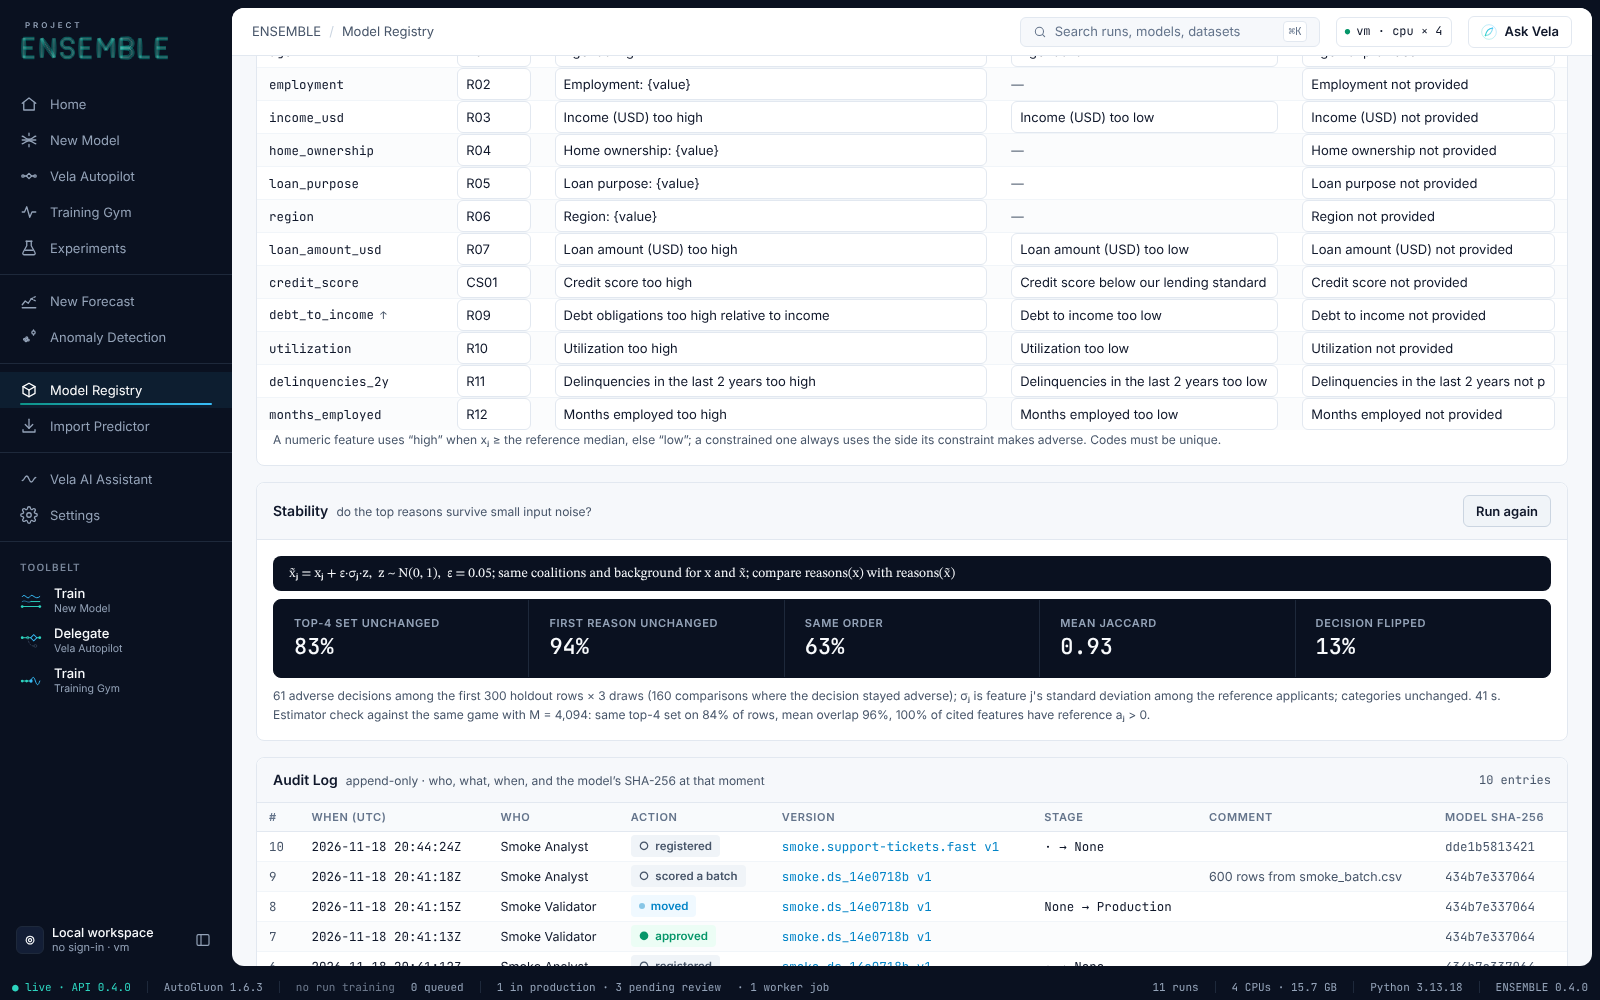 PROJECT
ENSEMBLE
Home
New Model
Vela Autopilot
Training Gym
Experiments
New Forecast
Anomaly Detection
Model Registry
Import Predictor
Vela AI Assistant
Settings
TOOLBELT
Train
New Model
Delegate
Vela Autopilot
Train
Training Gym
Local workspace
no sign-in · vm
ENSEMBLE / Model Registry
Search runs, models, datasets ⌘K
vm · cpu × 4
Ask Vela
employment R02 Employment: {value} — Employment not provided
income_usd R03 Income (USD) too high Income (USD) too low Income (USD) not provided
home_ownership R04 Home ownership: {value} — Home ownership not provided
loan_purpose R05 Loan purpose: {value} — Loan purpose not provided
region R06 Region: {value} — Region not provided
loan_amount_usd R07 Loan amount (USD) too high Loan amount (USD) too low Loan amount (USD) not provided
credit_score CS01 Credit score too high Credit score below our lending standard Credit score not provided
debt_to_income ↑ R09 Debt obligations too high relative to income Debt to income too low Debt to income not provided
utilization R10 Utilization too high Utilization too low Utilization not provided
delinquencies_2y R11 Delinquencies in the last 2 years too high Delinquencies in the last 2 years too low Delinquencies in the last 2 years not p
months_employed R12 Months employed too high Months employed too low Months employed not provided
A numeric feature uses “high” when xⱼ ≥ the reference median, else “low”; a constrained one always uses the side its constraint makes adverse. Codes must be unique.
Stability do the top reasons survive small input noise?
Run again
x̃ⱼ = xⱼ + ε·σⱼ·z, z ~ N(0, 1), ε = 0.05; same coalitions and background for x and x̃; compare reasons(x) with reasons(x̃)
TOP-4 SET UNCHANGED FIRST REASON UNCHANGED SAME ORDER MEAN JACCARD DECISION FLIPPED
83% 94% 63% 0.93 13%
61 adverse decisions among the first 300 holdout rows × 3 draws (160 comparisons where the decision stayed adverse); σⱼ is feature j's standard deviation among the reference applicants; categories unchanged. 41 s.
Estimator check against the same game with M = 4,094: same top-4 set on 84% of rows, mean overlap 96%, 100% of cited features have reference aⱼ > 0.
Audit Log append-only · who, what, when, and the model’s SHA-256 at that moment 10 entries
# WHEN (UTC) WHO ACTION VERSION STAGE COMMENT MODEL SHA-256
10 2026-11-18 20:44:24Z Smoke Analyst registered smoke.support-tickets.fast v1 · → None dde1b5813421
9 2026-11-18 20:41:18Z Smoke Analyst scored a batch smoke.ds_14e0718b v1 600 rows from smoke_batch.csv 434b7e337064
8 2026-11-18 20:41:15Z Smoke Validator moved smoke.ds_14e0718b v1 None → Production 434b7e337064
7 2026-11-18 20:41:13Z Smoke Validator approved smoke.ds_14e0718b v1 434b7e337064
live · API 0.4.0 AutoGluon 1.6.3 no run training 0 queued 1 in production · 3 pending review · 1 worker job 11 runs 4 CPUs · 15.7 GB Python 3.13.18 ENSEMBLE 0.4.0